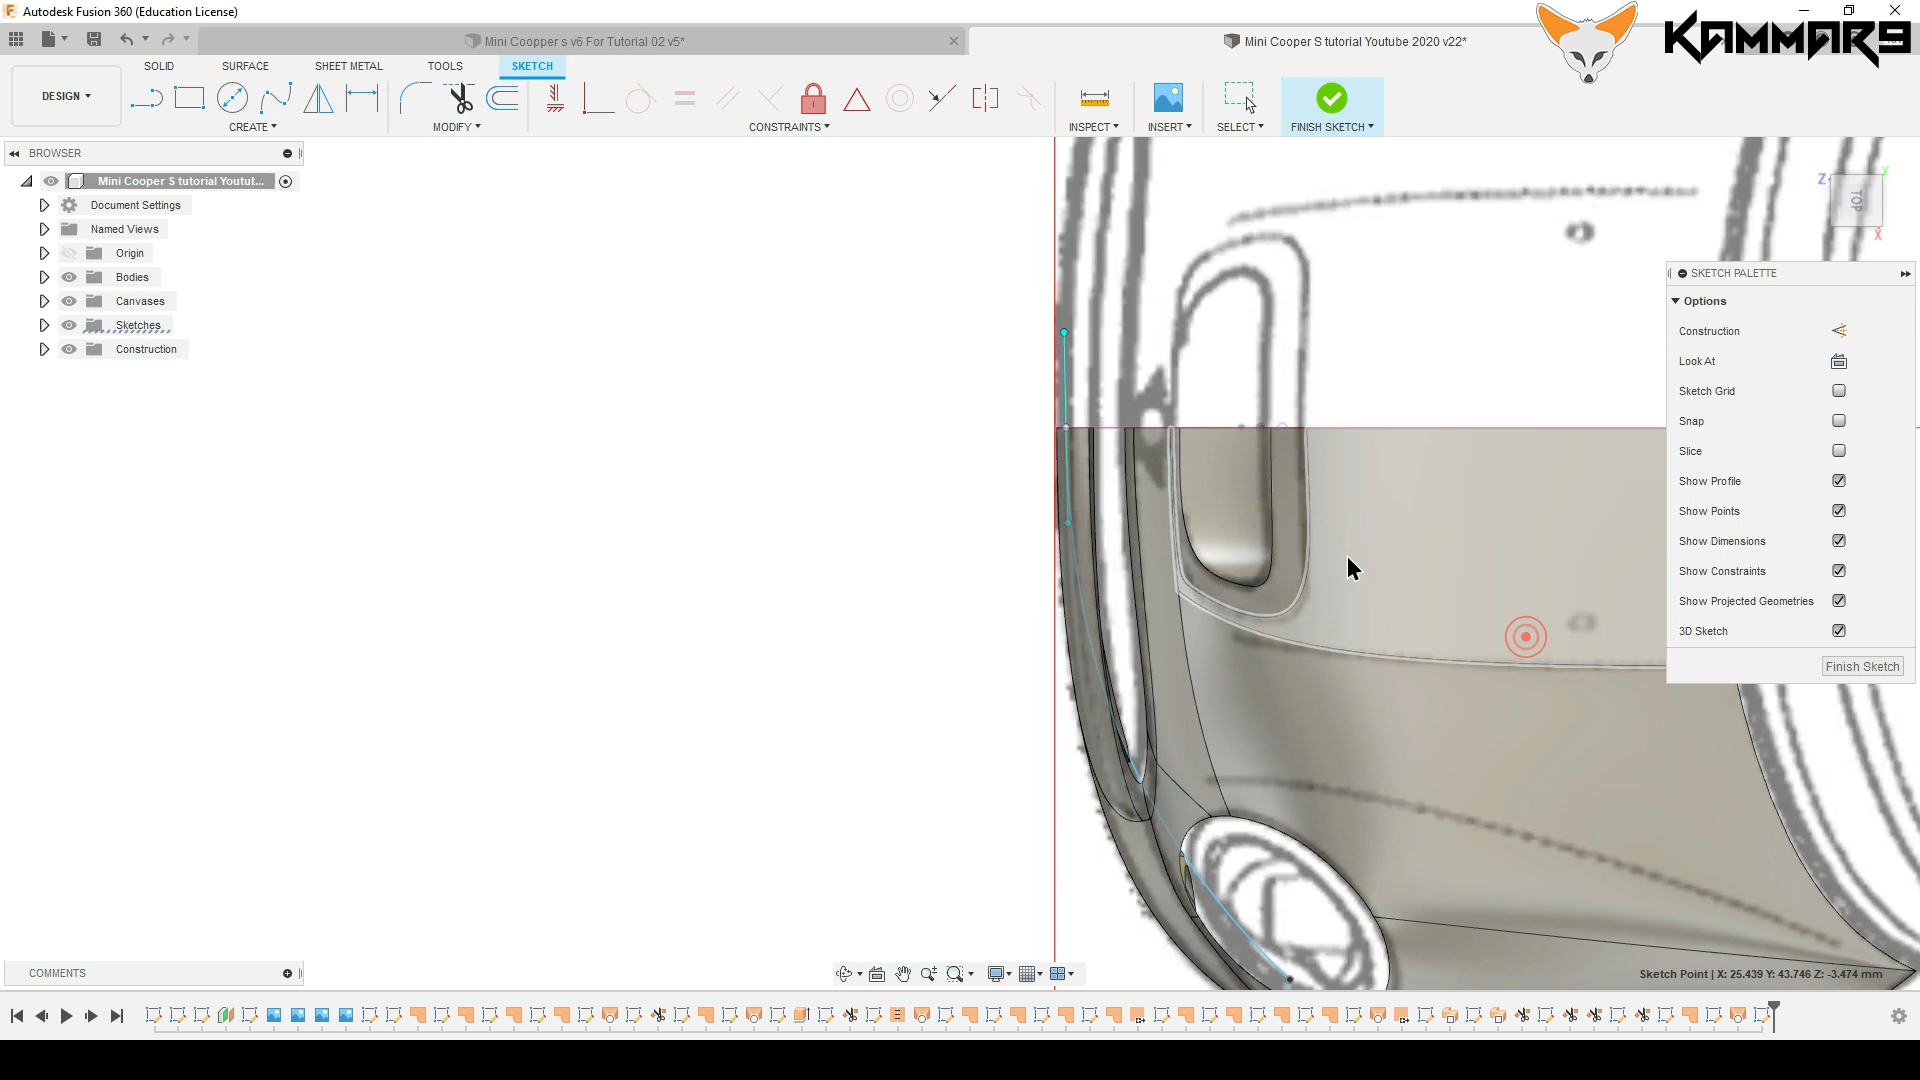 Autodesk Fusion 360 (Education License)
KAMMAR9
Mini Coopper s v6 For Tutorial 02 v5*
Mini Cooper S tutorial Youtube 2020 v22*
SOLID
SURFACE
SHEET METAL
TOOLS
SKETCH
DESIGN
CREATE
MODIFY
CONSTRAINTS
INSPECT
INSERT
SELECT
FINISH SKETCH
BROWSER
Mini Cooper S tutorial Youtut...
Document Settings
Named Views
Origin
Bodies
Canvases
Sketches
Construction
Z
Y
TOP
X
SKETCH PALETTE
Options
Construction
Look At
Sketch Grid
Snap
Slice
Show Profile
Show Points
Show Dimensions
Show Constraints
Show Projected Geometries
3D Sketch
Finish Sketch
COMMENTS
Sketch Point | X: 25.439 Y: 43.746 Z: -3.474 mm